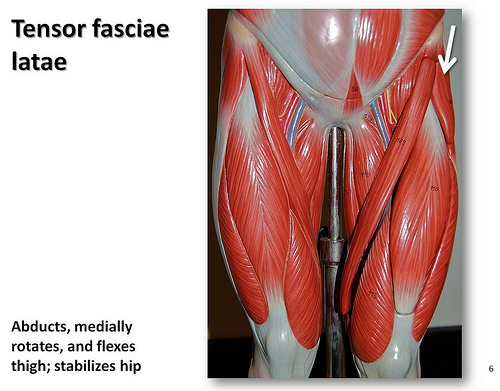 Tensor fasciae
latae
Abducts, medially
rotates, and flexes
thigh; stabilizes hip
6